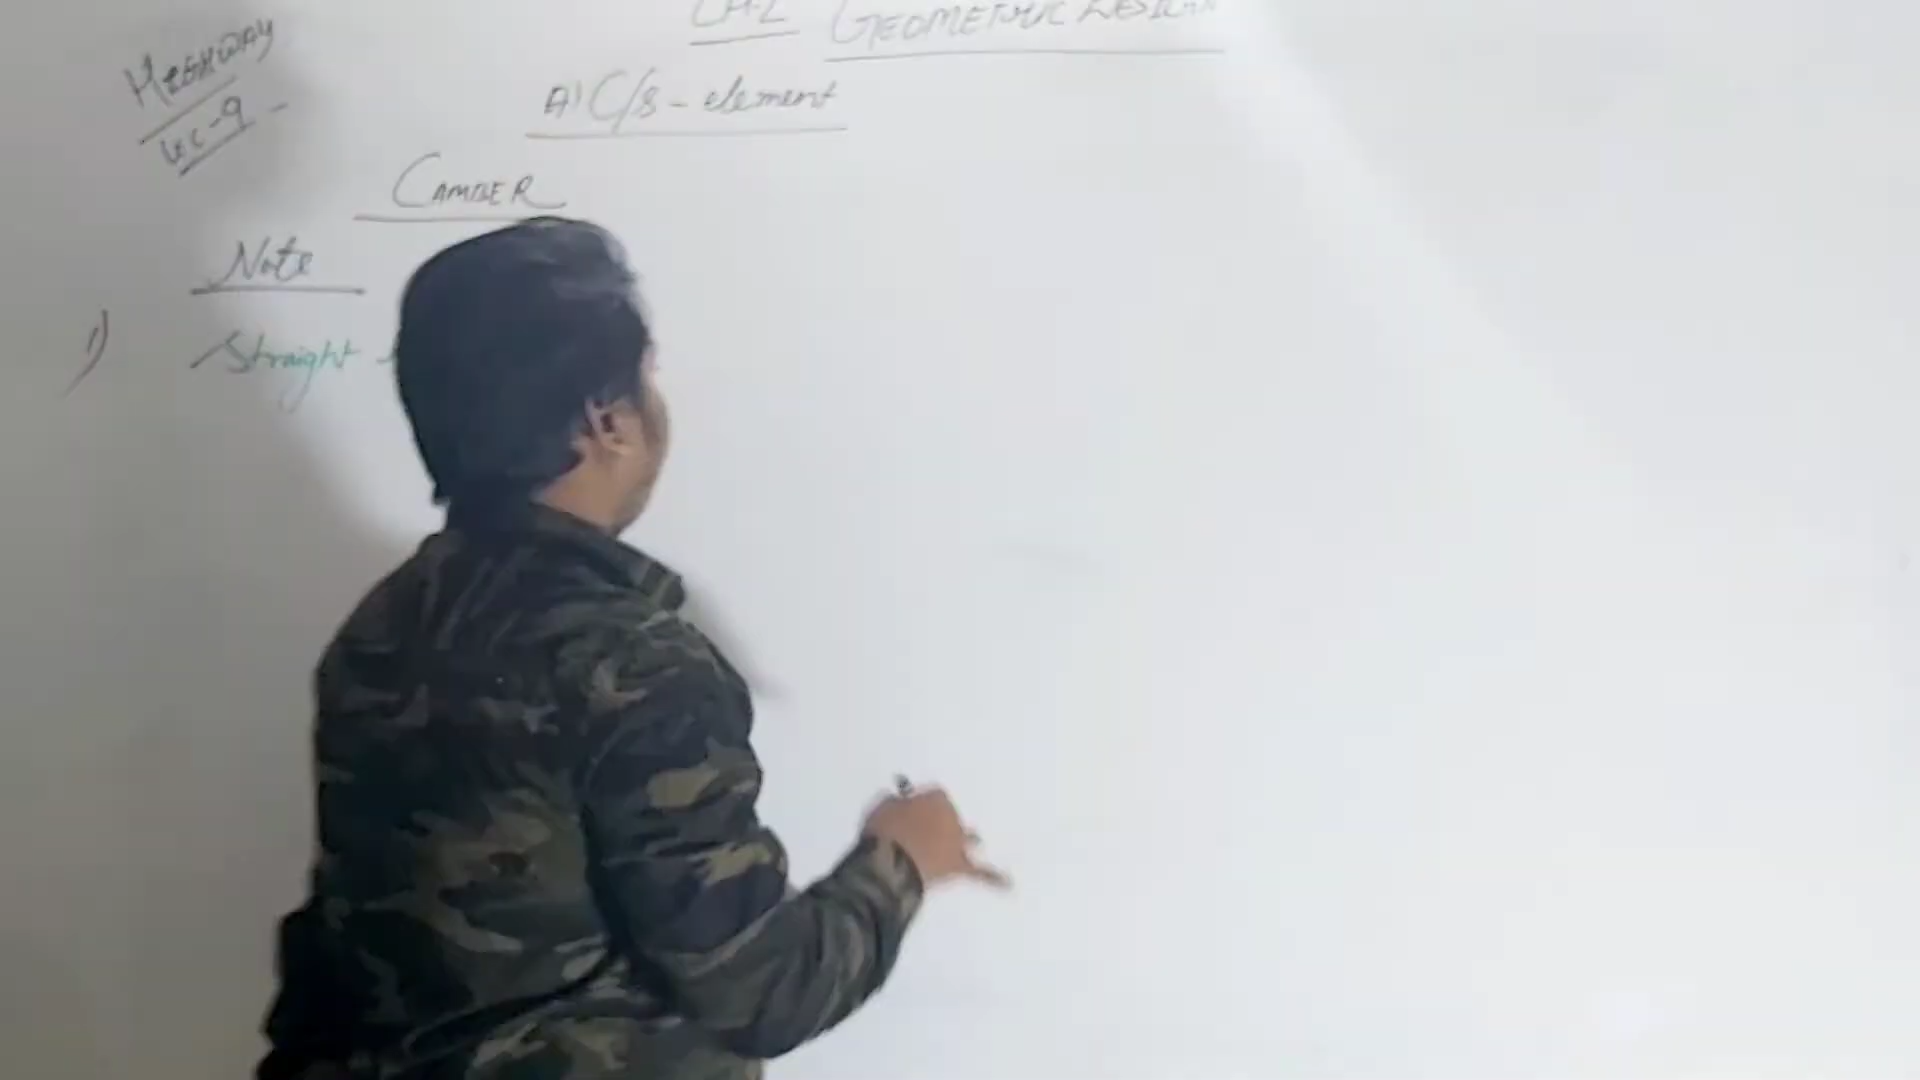 CH-2 GEOMETRIC DESIGN
HIGHWAY
LEC-9
A) C/S - element
CAMBER
Note
1) Straight